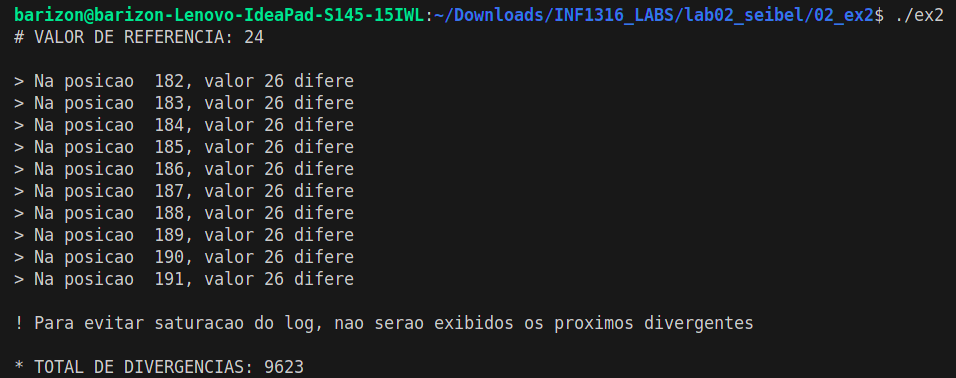 barizon@barizon-Lenovo-IdeaPad-S145-15IWL:~/Downloads/INF1316_LABS/lab02_seibel/02_ex2$ ./ex2
# VALOR DE REFERENCIA: 24
> Na posicao  182, valor 26 difere
> Na posicao  183, valor 26 difere
> Na posicao  184, valor 26 difere
> Na posicao  185, valor 26 difere
> Na posicao  186, valor 26 difere
> Na posicao  187, valor 26 difere
> Na posicao  188, valor 26 difere
> Na posicao  189, valor 26 difere
> Na posicao  190, valor 26 difere
> Na posicao  191, valor 26 difere
! Para evitar saturacao do log, nao serao exibidos os proximos divergentes
* TOTAL DE DIVERGENCIAS: 9623